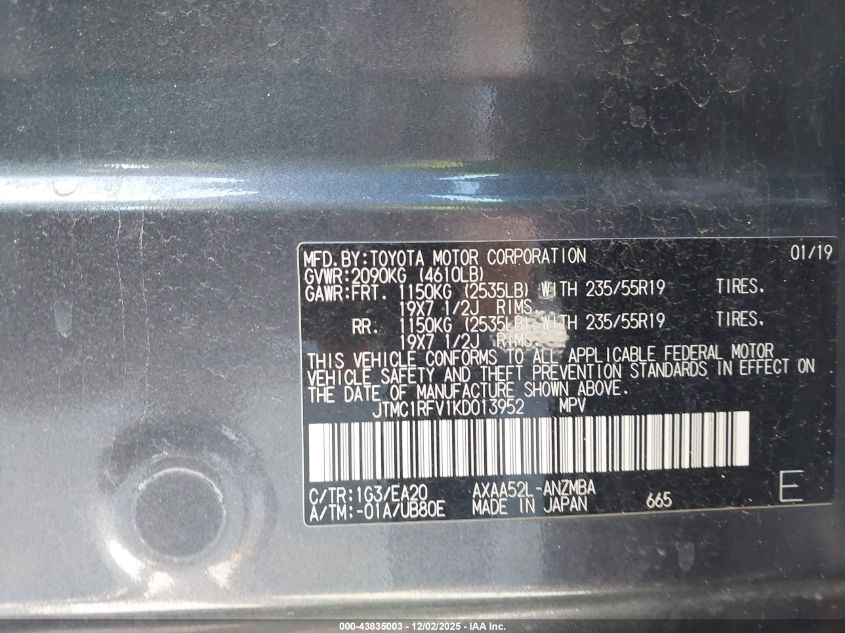 MFD.BY:TOYOTA MOTOR CORPORATION 01/19
GVWR:2090KG (4610LB)
GAWR:FRT. 1150KG (2535LB) WITH 235/55R19 TIRES.
19X7 1/2J RIMS.
RR. 1150KG (2535LB) WITH 235/55R19 TIRES.
19X7 1/2J RIMS.
THIS VEHICLE CONFORMS TO ALL APPLICABLE FEDERAL MOTOR
VEHICLE SAFETY AND THEFT PREVENTION STANDARDS IN EFFECT ON
THE DATE OF MANUFACTURE SHOWN ABOVE.
JTMC1RFV1KD013952 MPV
C/TR:1G3/EA20 AXAA52L-ANZMBA
A/TM:-01A/UB80E MADE IN JAPAN 665 E
000-43835003 - 12/02/2025 - IAA Inc.